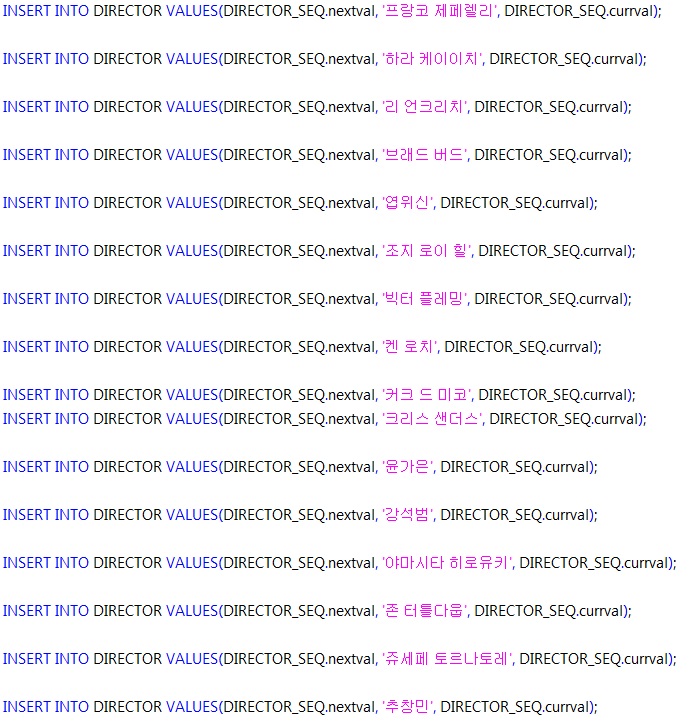 INSERT INTO DIRECTOR VALUES(DIRECTOR_SEQ.nextval, '프랑코 제페렐리', DIRECTOR_SEQ.currval);
INSERT INTO DIRECTOR VALUES(DIRECTOR_SEQ.nextval, '하라 케이이치', DIRECTOR_SEQ.currval);
INSERT INTO DIRECTOR VALUES(DIRECTOR_SEQ.nextval, '리 언크리치', DIRECTOR_SEQ.currval);
INSERT INTO DIRECTOR VALUES(DIRECTOR_SEQ.nextval, '브래드 버드', DIRECTOR_SEQ.currval);
INSERT INTO DIRECTOR VALUES(DIRECTOR_SEQ.nextval, '엽위신', DIRECTOR_SEQ.currval);
INSERT INTO DIRECTOR VALUES(DIRECTOR_SEQ.nextval, '조지 로이 힐', DIRECTOR_SEQ.currval);
INSERT INTO DIRECTOR VALUES(DIRECTOR_SEQ.nextval, '빅터 플레밍', DIRECTOR_SEQ.currval);
INSERT INTO DIRECTOR VALUES(DIRECTOR_SEQ.nextval, '켄 로치', DIRECTOR_SEQ.currval);
INSERT INTO DIRECTOR VALUES(DIRECTOR_SEQ.nextval, '커크 드 미코', DIRECTOR_SEQ.currval);
INSERT INTO DIRECTOR VALUES(DIRECTOR_SEQ.nextval, '크리스 샌더스', DIRECTOR_SEQ.currval);
INSERT INTO DIRECTOR VALUES(DIRECTOR_SEQ.nextval, '윤가은', DIRECTOR_SEQ.currval);
INSERT INTO DIRECTOR VALUES(DIRECTOR_SEQ.nextval, '강석범', DIRECTOR_SEQ.currval);
INSERT INTO DIRECTOR VALUES(DIRECTOR_SEQ.nextval, '야마시타 히로유키', DIRECTOR_SEQ.currval);
INSERT INTO DIRECTOR VALUES(DIRECTOR_SEQ.nextval, '존 터틀다웁', DIRECTOR_SEQ.currval);
INSERT INTO DIRECTOR VALUES(DIRECTOR_SEQ.nextval, '쥬세페 토르나토레', DIRECTOR_SEQ.currval);
INSERT INTO DIRECTOR VALUES(DIRECTOR_SEQ.nextval, '추창민', DIRECTOR_SEQ.currval);